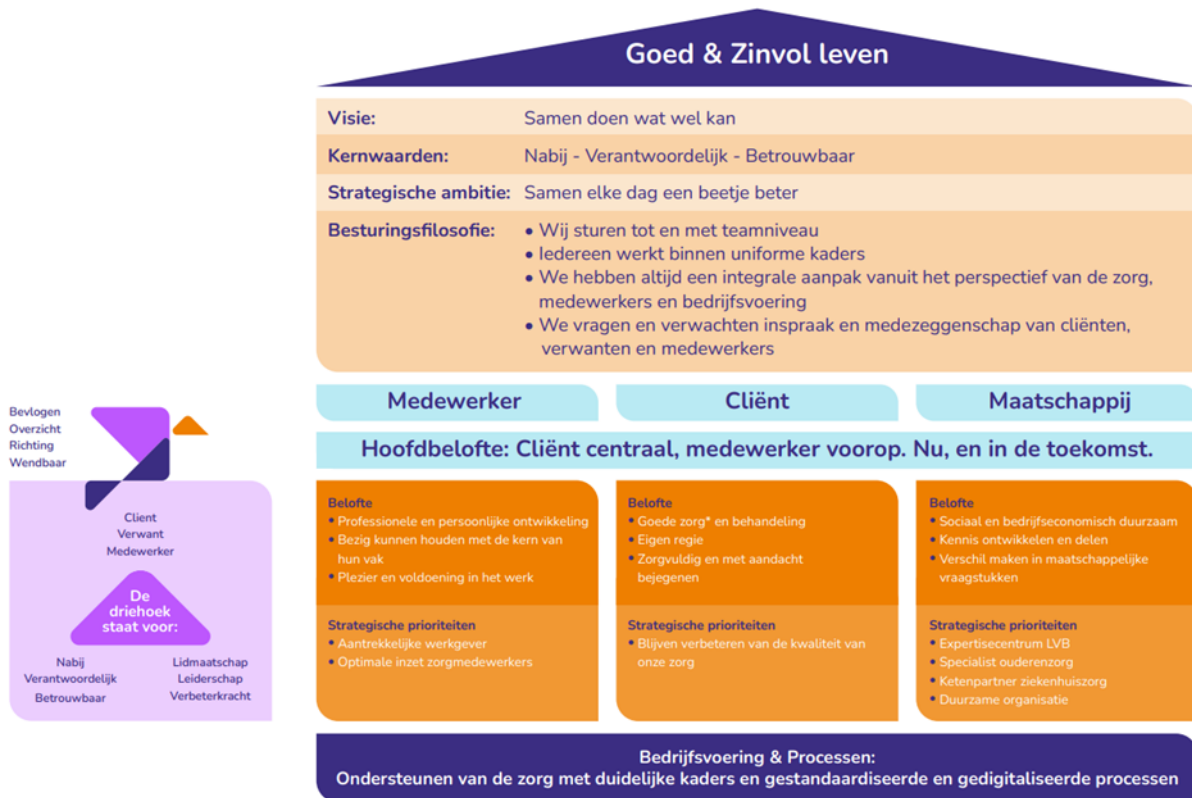 Goed & Zinvol leven
Visie: Samen doen wat wel kan
Kernwaarden: Nabij - Verantwoordelijk - Betrouwbaar
Strategische ambitie: Samen elke dag een beetje beter
Besturingsfilosofie: • Wij sturen tot en met teamniveau
• Iedereen werkt binnen uniforme kaders
• We hebben altijd een integrale aanpak vanuit het perspectief van de zorg,
medewerkers en bedrijfsvoering
• We vragen en verwachten inspraak en medezeggenschap van cliënten,
verwanten en medewerkers
Bevlogen
Overzicht
Richting
Wendbaar
Client
Verwant
Medewerker
De
driehoek
staat voor:
Nabij
Verantwoordelijk
Betrouwbaar
Lidmaatschap
Leiderschap
Verbeterkracht
Medewerker
Cliënt
Maatschappij
Hoofdbelofte: Cliënt centraal, medewerker voorop. Nu, en in de toekomst.
Belofte
• Professionele en persoonlijke ontwikkeling
• Bezig kunnen houden met de kern van
hun vak
• Plezier en voldoening in het werk
Strategische prioriteiten
• Aantrekkelijke werkgever
• Optimale inzet zorgmedewerkers
Belofte
• Goede zorg* en behandeling
• Eigen regie
• Zorgvuldig en met aandacht
bejegenen
Strategische prioriteiten
• Blijven verbeteren van de kwaliteit van
onze zorg
Belofte
• Sociaal en bedrijfseconomisch duurzaam
• Kennis ontwikkelen en delen
• Verschil maken in maatschappelijke
vraagstukken
Strategische prioriteiten
• Expertisecentrum LVB
• Specialist ouderenzorg
• Ketenpartner ziekenhuiszorg
• Duurzame organisatie
Bedrijfsvoering & Processen:
Ondersteunen van de zorg met duidelijke kaders en gestandaardiseerde en gedigitaliseerde processen